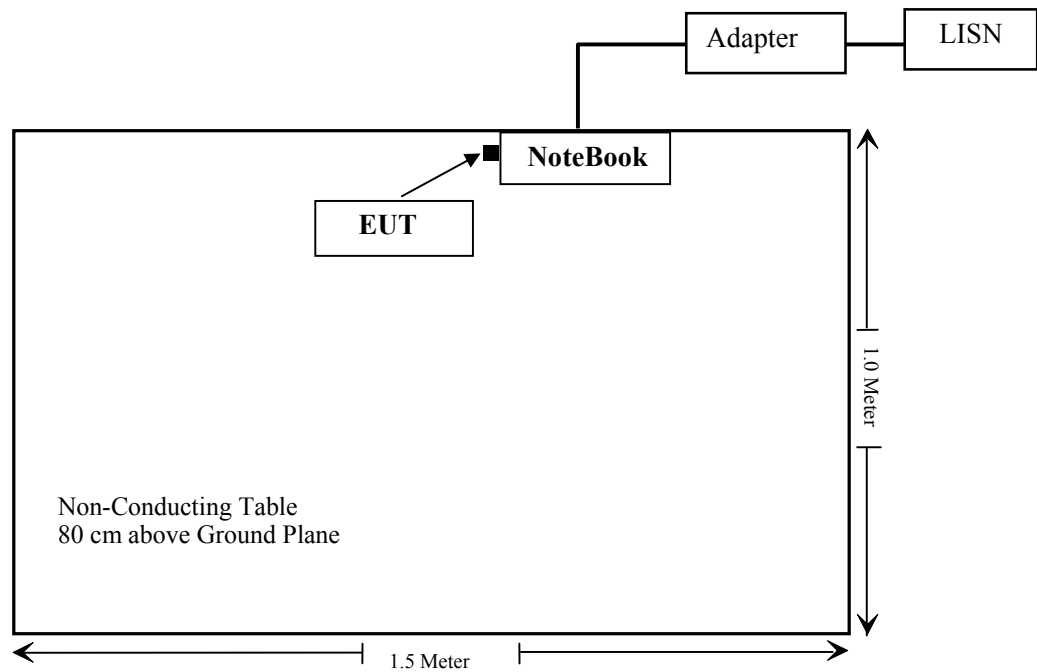 Adapter
LISN
NoteBook
EUT
1.0 Meter
Non-Conducting Table
80 cm above Ground Plane
1.5 Meter